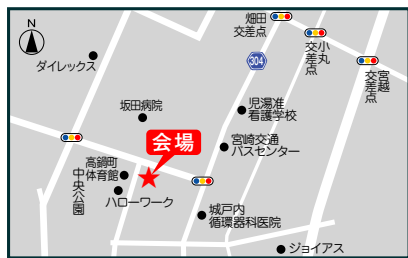 N
畑田
交差点
小丸
交差点
304
宮越
交差点
ダイレックス
坂田病院
児湯准
看護学校
会場
宮崎交通
バスセンター
高鍋町
体育館
中央公園
ハローワーク
城戸内
循環器科医院
ジョイアス